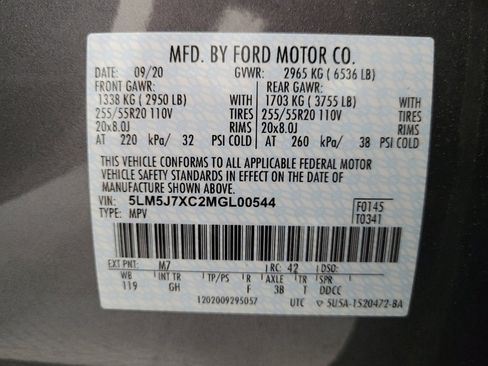 MFD. BY FORD MOTOR CO.
DATE: 09/20 GVWR: 2965 KG ( 6536 LB)
FRONT GAWR: REAR GAWR:
1338 KG ( 2950 LB) WITH 1703 KG ( 3755 LB) WITH
255/55R20 110V TIRES 255/55R20 110V TIRES
20x8.0J RIMS 20x8.0J RIMS
AT 220 kPa/ 32 PSI COLD AT 260 kPa/ 38 PSI COLD
THIS VEHICLE CONFORMS TO ALL APPLICABLE FEDERAL MOTOR
VEHICLE SAFETY STANDARDS IN EFFECT ON THE DATE OF
MANUFACTURE SHOWN ABOVE.
VIN: 5LM5J7XC2MGL00544 F0145
TYPE: MPV T0341
EXT PNT: M7 RC: 42 DSO:
WB INT TR TP/PS R AXLE TR S
119 GH F 3B T DDCC
1202009295057 UTC 5U5A-1520472-BA